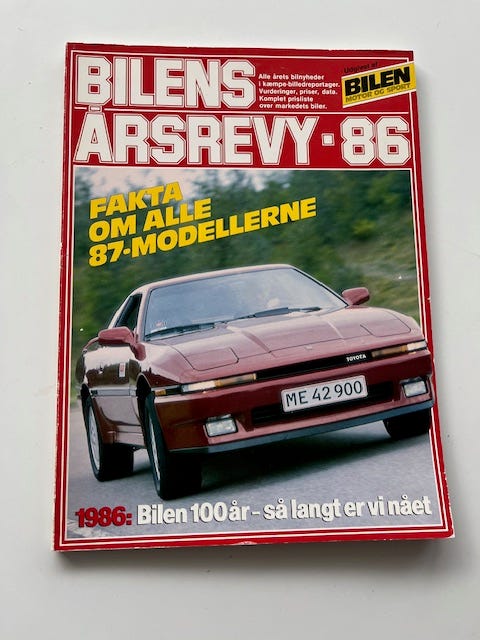 BILENS
ÅRSREVY·86
Alle årets bilnyheder
i kæmpe-billedreportager.
Vurderinger, priser, data.
Komplet prisliste
over markedets biler.
Udgivet af
BILEN
MOTOR OG SPORT
FAKTA
OM ALLE
87-MODELLERNE
TOYOTA
ME 42 900
1986: Bilen 100 år - så langt er vi nået